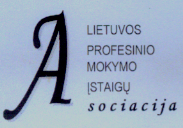 A
LIETUVOS
PROFESINIO
MOKYMO
ĮSTAIGŲ
sociacija